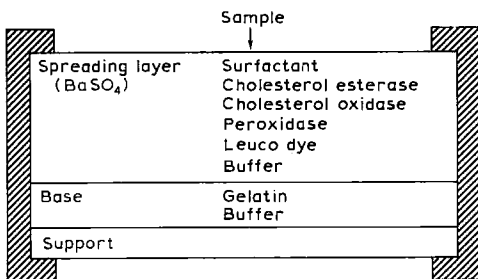 Sample
Spreading layer Surfactant
(BaSO₄) Cholesterol esterase
Cholesterol oxidase
Peroxidase
Leuco dye
Buffer
Base Gelatin
Buffer
Support